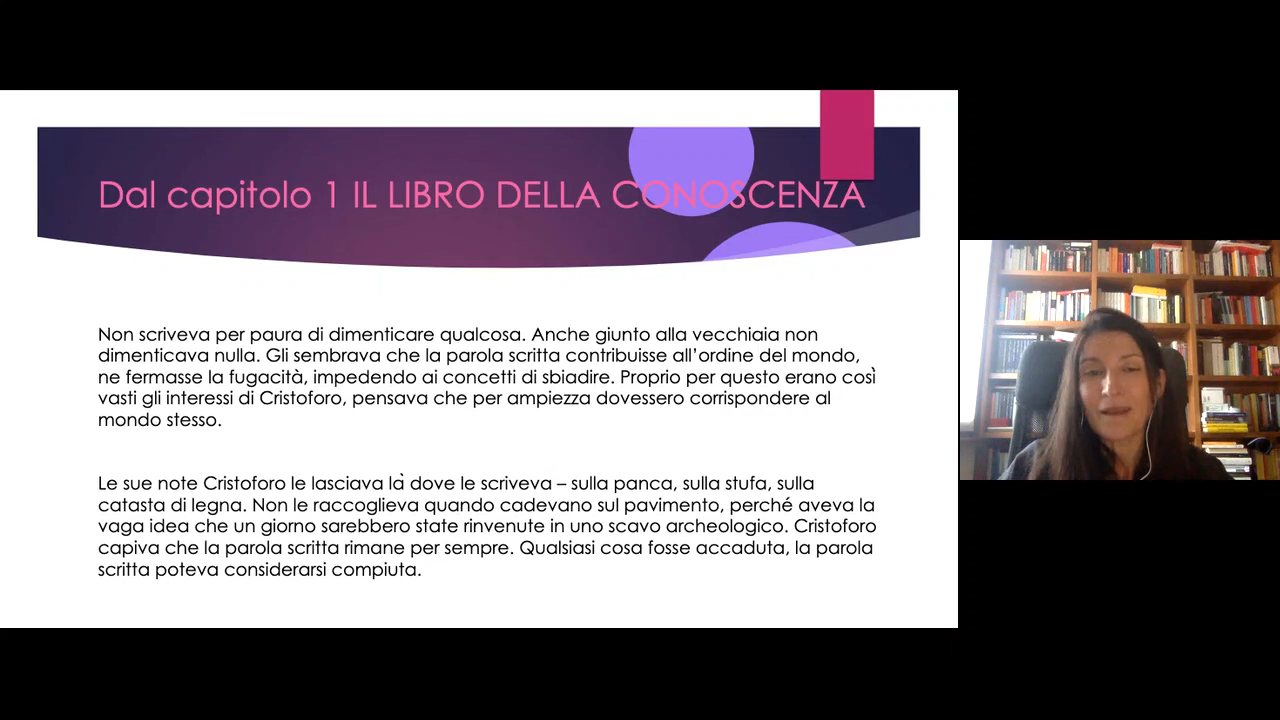 Dal capitolo 1 IL LIBRO DELLA CONOSCENZA
Non scriveva per paura di dimenticare qualcosa. Anche giunto alla vecchiaia non
dimenticava nulla. Gli sembrava che la parola scritta contribuisse all’ordine del mondo,
ne fermasse la fugacità, impedendo ai concetti di sbiadire. Proprio per questo erano così
vasti gli interessi di Cristoforo, pensava che per ampiezza dovessero corrispondere al
mondo stesso.
Le sue note Cristoforo le lasciava là dove le scriveva – sulla panca, sulla stufa, sulla
catasta di legna. Non le raccoglieva quando cadevano sul pavimento, perché aveva la
vaga idea che un giorno sarebbero state rinvenute in uno scavo archeologico. Cristoforo
capiva che la parola scritta rimane per sempre. Qualsiasi cosa fosse accaduta, la parola
scritta poteva considerarsi compiuta.